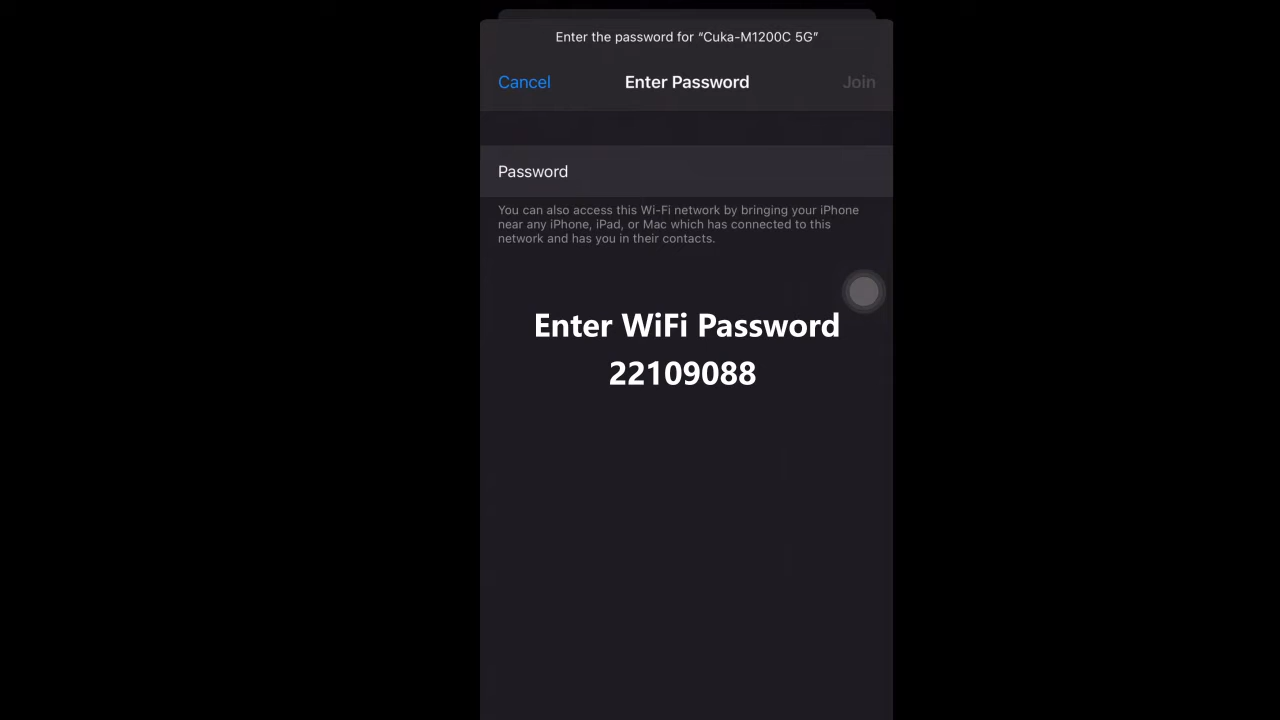 Enter the password for “Cuka-M1200C 5G”
Cancel Enter Password Join
Password
You can also access this Wi-Fi network by bringing your iPhone
near any iPhone, iPad, or Mac which has connected to this
network and has you in their contacts.
Enter WiFi Password
22109088